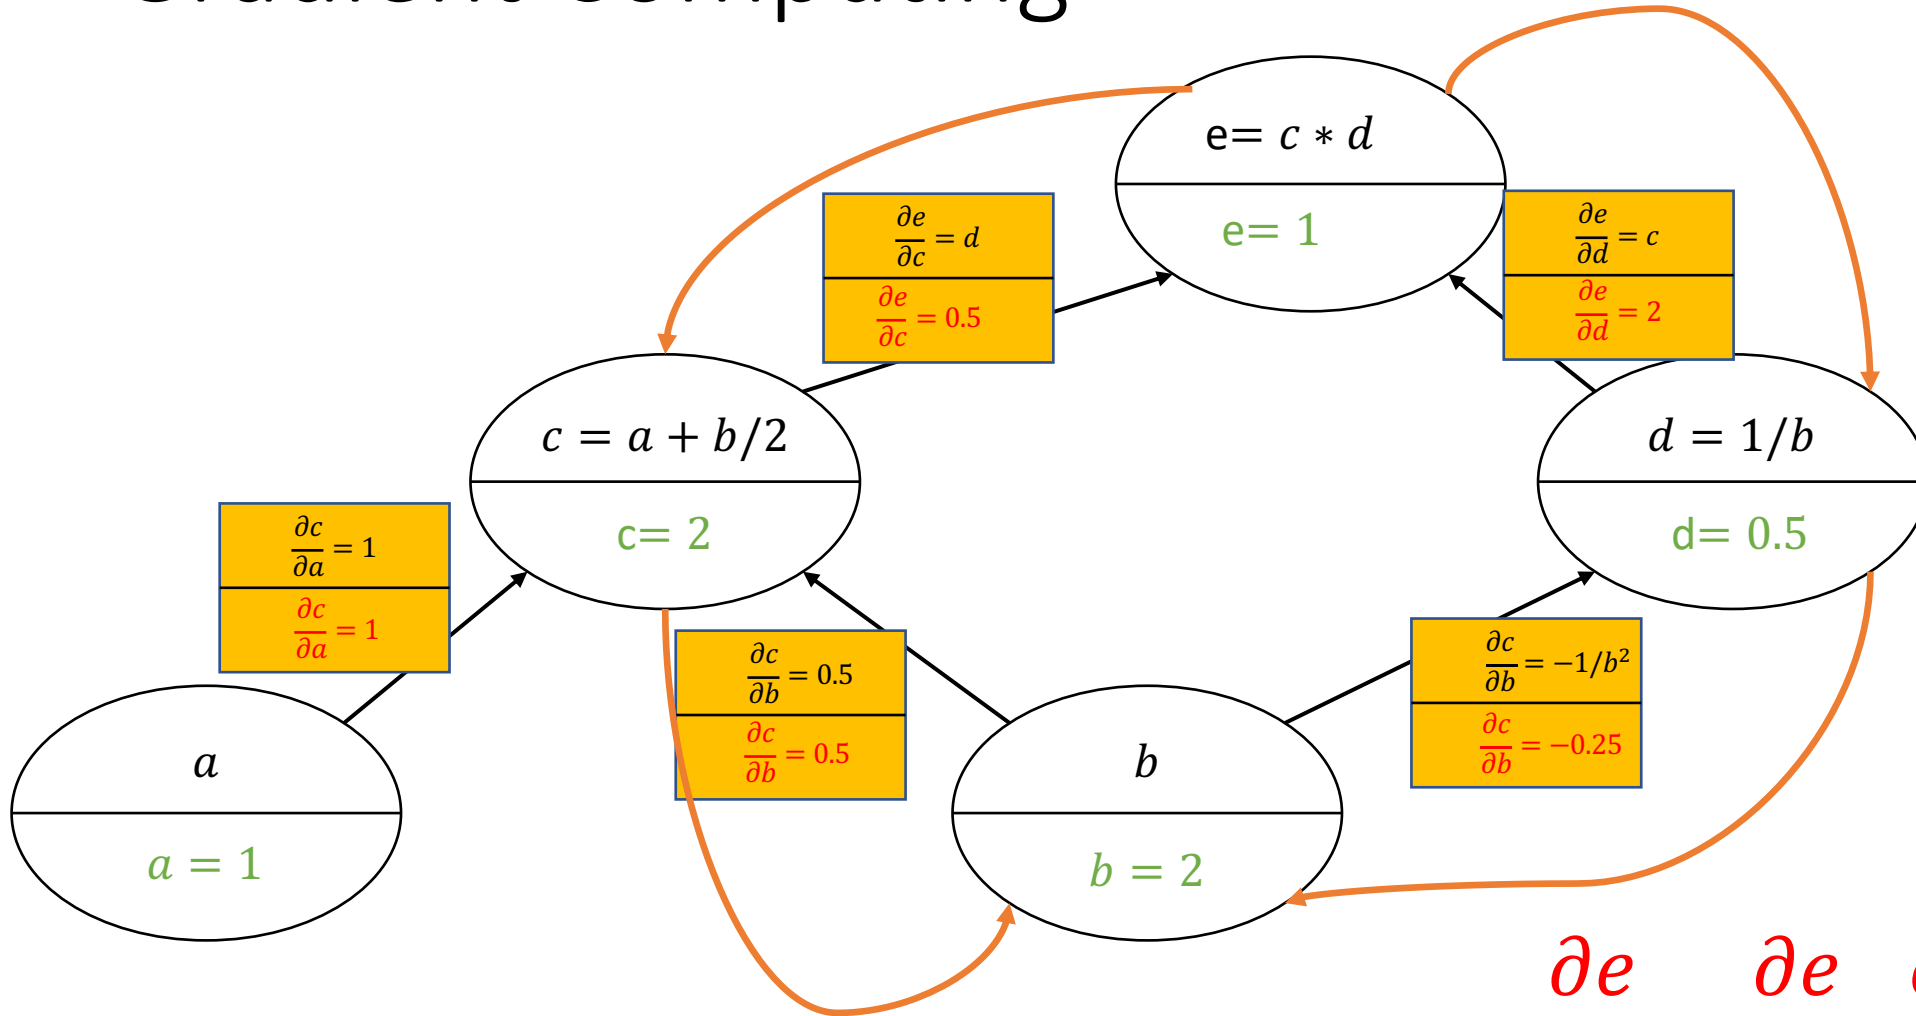 e= c ∗ d
e= 1
∂e/∂c = d
∂e/∂c = 0.5
∂e/∂d = c
∂e/∂d = 2
c = a + b/2
c= 2
d = 1/b
d= 0.5
∂c/∂a = 1
∂c/∂a = 1
∂c/∂b = 0.5
∂c/∂b = 0.5
∂c/∂b = −1/b²
∂c/∂b = −0.25
a
a = 1
b
b = 2
∂e ∂e